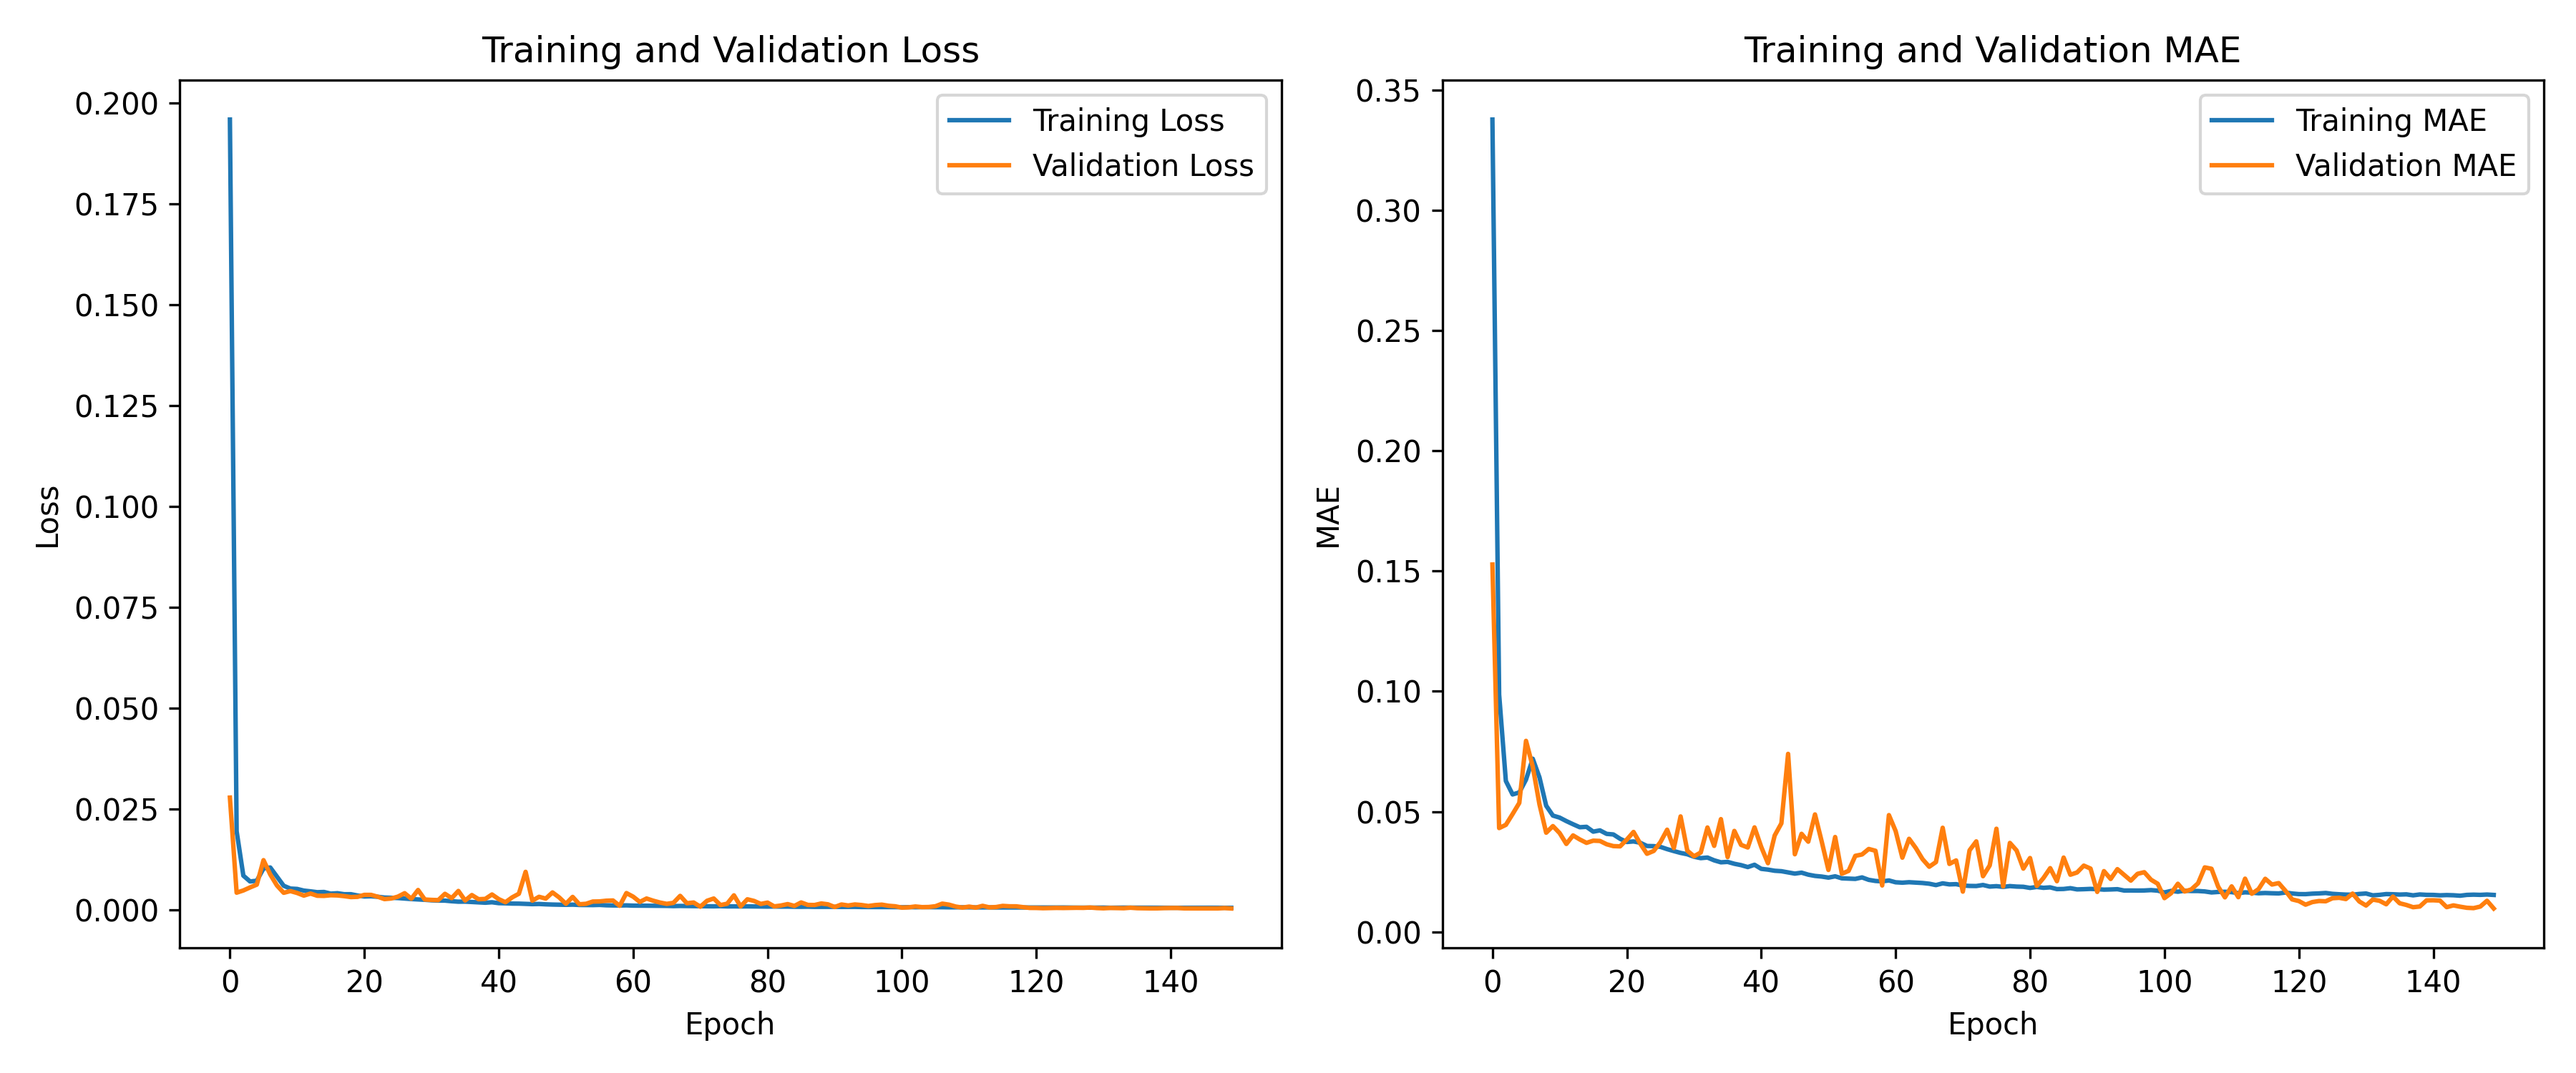 Training and Validation Loss
Training Loss
Validation Loss
0.200
0.175
0.150
0.125
0.100
0.075
0.050
0.025
0.000
Loss
0 20 40 60 80 100 120 140
Epoch
Training and Validation MAE
Training MAE
Validation MAE
0.35
0.30
0.25
0.20
0.15
0.10
0.05
0.00
MAE
0 20 40 60 80 100 120 140
Epoch